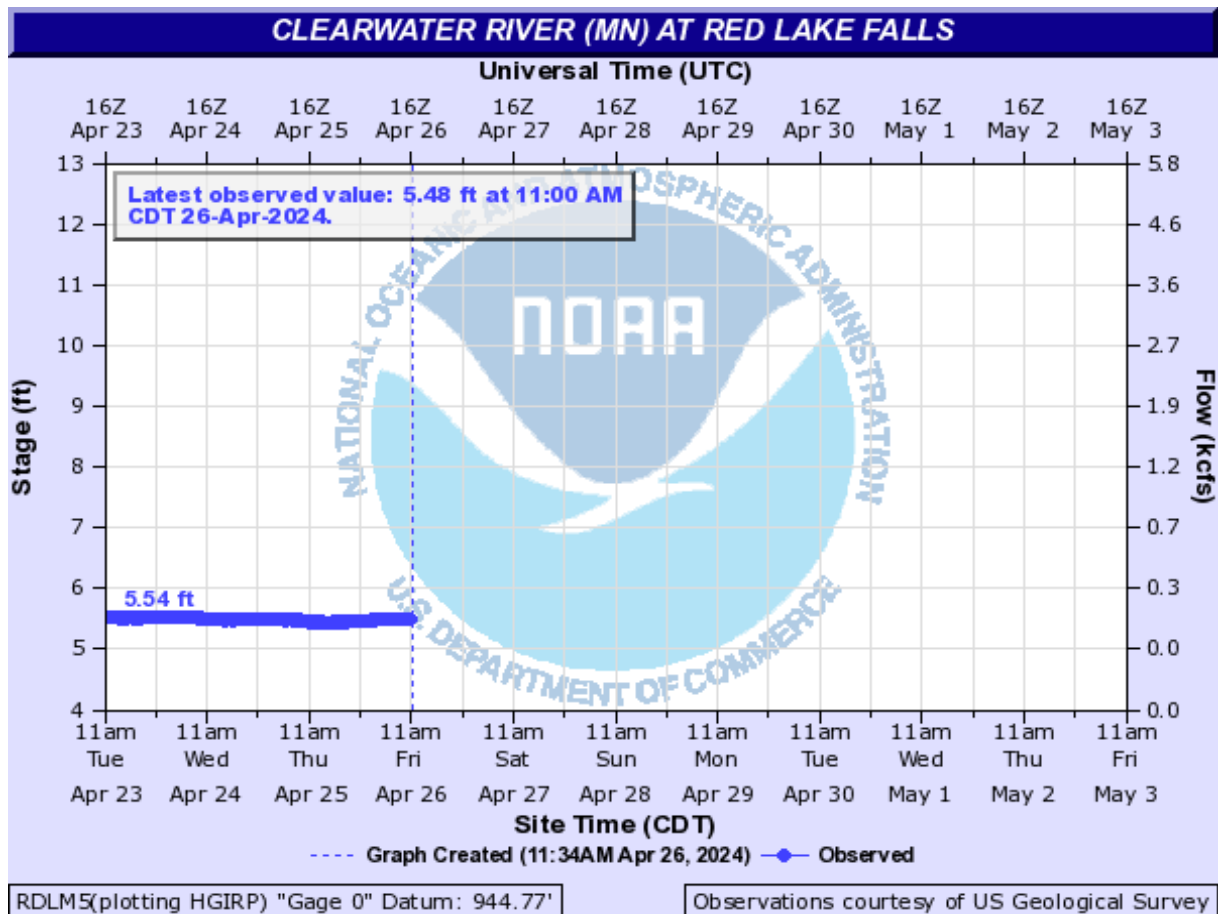 CLEARWATER RIVER (MN) AT RED LAKE FALLS
Universal Time (UTC)
16Z 16Z 16Z 16Z 16Z 16Z 16Z 16Z 16Z 16Z 16Z
Apr 23 Apr 24 Apr 25 Apr 26 Apr 27 Apr 28 Apr 29 Apr 30 May 1 May 2 May 3
Latest observed value: 5.48 ft at 11:00 AM
CDT 26-Apr-2024.
13 5.8
12 4.6
11 3.6
10 2.7
9 1.9
8 1.2
7 0.7
6 0.3
5 0.0
4 0.0
Stage (ft)
Flow (kcfs)
5.54 ft
NATIONAL OCEANIC AND ATMOSPHERIC ADMINISTRATION
NOAA
U.S. DEPARTMENT OF COMMERCE
11am 11am 11am 11am 11am 11am 11am 11am 11am 11am 11am
Tue Wed Thu Fri Sat Sun Mon Tue Wed Thu Fri
Apr 23 Apr 24 Apr 25 Apr 26 Apr 27 Apr 28 Apr 29 Apr 30 May 1 May 2 May 3
Site Time (CDT)
Graph Created (11:34AM Apr 26, 2024) Observed
RDLM5(plotting HGIRP) "Gage 0" Datum: 944.77'
Observations courtesy of US Geological Survey